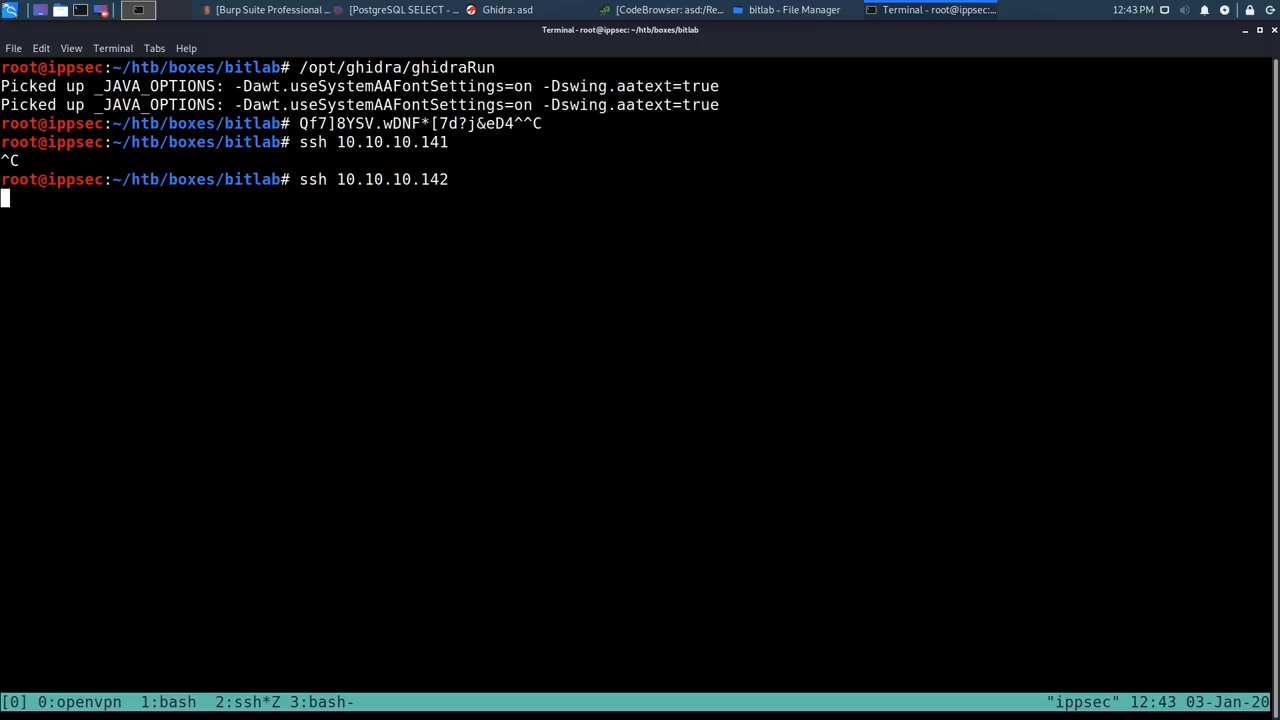 [Burp Suite Professional ... [PostgreSQL SELECT - ... Ghidra: asd [CodeBrowser: asd:/Re... bitlab - File Manager Terminal - root@ippsec:... 12:43 PM
Terminal - root@ippsec: ~/htb/boxes/bitlab
File Edit View Terminal Tabs Help
root@ippsec:~/htb/boxes/bitlab# /opt/ghidra/ghidraRun
Picked up _JAVA_OPTIONS: -Dawt.useSystemAAFontSettings=on -Dswing.aatext=true
Picked up _JAVA_OPTIONS: -Dawt.useSystemAAFontSettings=on -Dswing.aatext=true
root@ippsec:~/htb/boxes/bitlab# Qf7]8YSV.wDNF*[7d?j&eD4^^C
root@ippsec:~/htb/boxes/bitlab# ssh 10.10.10.141
^C
root@ippsec:~/htb/boxes/bitlab# ssh 10.10.10.142
[0] 0:openvpn 1:bash 2:ssh*Z 3:bash- "ippsec" 12:43 03-Jan-20